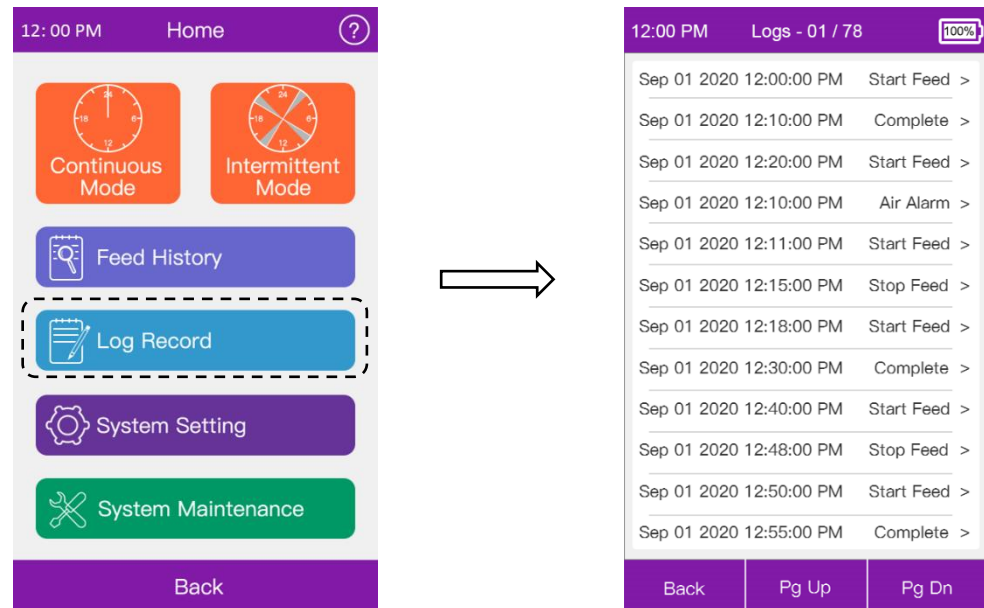 12: 00 PM Home ?
24
18 6
12
Continuous
Mode
24
18 6
12
Intermittent
Mode
Feed History
Log Record
System Setting
System Maintenance
Back
12:00 PM Logs - 01 / 78 100%
Sep 01 2020 12:00:00 PM Start Feed >
Sep 01 2020 12:10:00 PM Complete >
Sep 01 2020 12:20:00 PM Start Feed >
Sep 01 2020 12:10:00 PM Air Alarm >
Sep 01 2020 12:11:00 PM Start Feed >
Sep 01 2020 12:15:00 PM Stop Feed >
Sep 01 2020 12:18:00 PM Start Feed >
Sep 01 2020 12:30:00 PM Complete >
Sep 01 2020 12:40:00 PM Start Feed >
Sep 01 2020 12:48:00 PM Stop Feed >
Sep 01 2020 12:50:00 PM Start Feed >
Sep 01 2020 12:55:00 PM Complete >
Back Pg Up Pg Dn